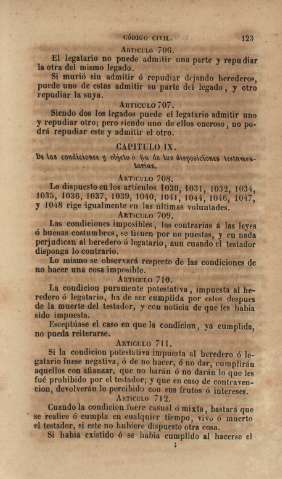 CÓDIGO CIVIL. 123
ARTICULO 706.
El legatario no puede admitir una parte y repudiar
la otra del mismo legado.
Si murió sin admitir ó repudiar dejando herederos,
puede uno de estos admitir su parte del legado, y otro
repudiar la suya.
ARTICULO 707.
Siendo dos los legados puede el legatario admitir uno
y repudiar otro; pero siendo uno de ellos oneroso, no po-
drá repudiar este y admitir el otro.
CAPITULO IX.
De las condiciones y objeto ó fin de las disposiciones testamen-
tarias.
ARTICULO 708.
Lo dispuesto en los artículos 1030, 1031, 1032, 1034,
1035, 1036, 1037, 1039, 1040, 1041, 1044, 1046, 1047,
y 1048 rige igualmente en las últimas voluntades.
ARTICULO 709.
Las condiciones imposibles, las contrarias á las leyes
ó buenas costumbres, se tienen por no puestas, y en nada
perjudican al heredero ó legatario, aun cuando el testador
disponga lo contrario.
Lo mismo se observará respecto de las condiciones de
no hacer una cosa imposible.
ARTICULO 710.
La condicion puramente potestativa, impuesta al he-
redero ó legatario, ha de ser cumplida por estos despues
de la muerte del testador, y con noticia de que les habia
sido impuesta.
Esceptúase el caso en que la condicion, ya cumplida,
no pueda reiterarse.
ARTICULO 711.
Si la condicion potestativa impuesta al heredero ó le-
gatario fuese negativa, ó de no hacer, ó no dar, cumplirán
aquellos con afianzar, que no harán ó no darán lo que les
fué prohibido por el testador; y que en caso de contraven-
cion, devolverán lo percibido con sus frutos é intereses.
ARTICULO 712.
Cuando la condicion fuere casual ó mixta, bastará que
se realice ó cumpla en cualquier tiempo, vivo ó muerto
el testador, si este no hubiere dispuesto otra cosa.
Si habia existido ó se habia cumplido al hacerse el